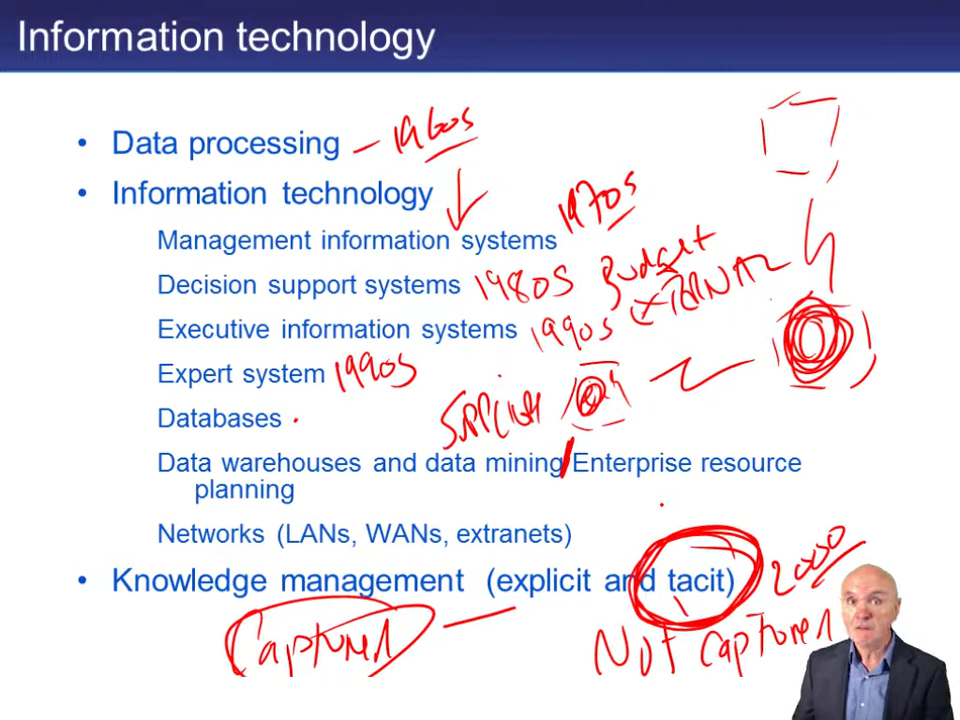 Information technology
• Data processing – 1960s
• Information technology
Management information systems 1970s
Decision support systems 1980s Budget
Executive information systems 1990s EXTERNAL
Expert system 1990s
Databases
Data warehouses and data mining/Enterprise resource
planning
Networks (LANs, WANs, extranets)
• Knowledge management (explicit and tacit) 2000
Captured – Not Captured